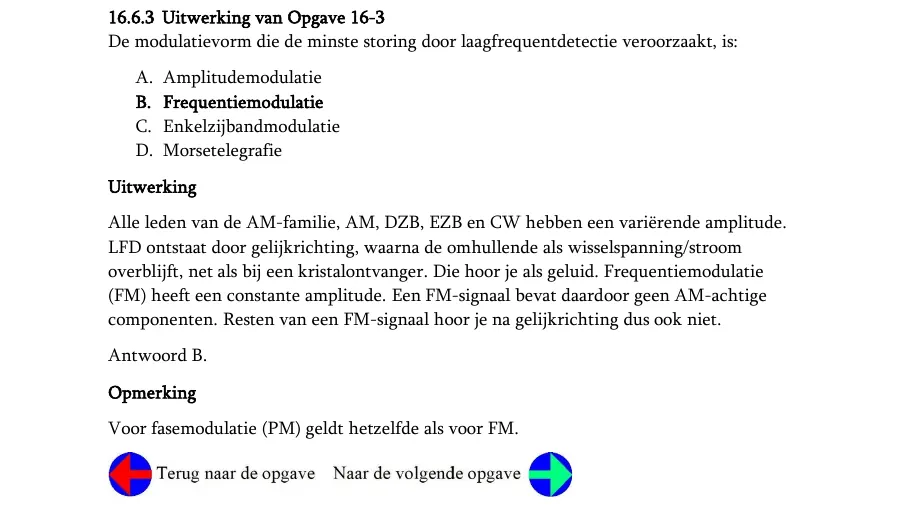 16.6.3 Uitwerking van Opgave 16-3
De modulatievorm die de minste storing door laagfrequentdetectie veroorzaakt, is:
A. Amplitudemodulatie
B. Frequentiemodulatie
C. Enkelzijbandmodulatie
D. Morsetelegrafie
Uitwerking
Alle leden van de AM-familie, AM, DZB, EZB en CW hebben een variërende amplitude.
LFD ontstaat door gelijkrichting, waarna de omhullende als wisselspanning/stroom
overblijft, net als bij een kristalontvanger. Die hoor je als geluid. Frequentiemodulatie
(FM) heeft een constante amplitude. Een FM-signaal bevat daardoor geen AM-achtige
componenten. Resten van een FM-signaal hoor je na gelijkrichting dus ook niet.
Antwoord B.
Opmerking
Voor fasemodulatie (PM) geldt hetzelfde als voor FM.
Terug naar de opgave Naar de volgende opgave